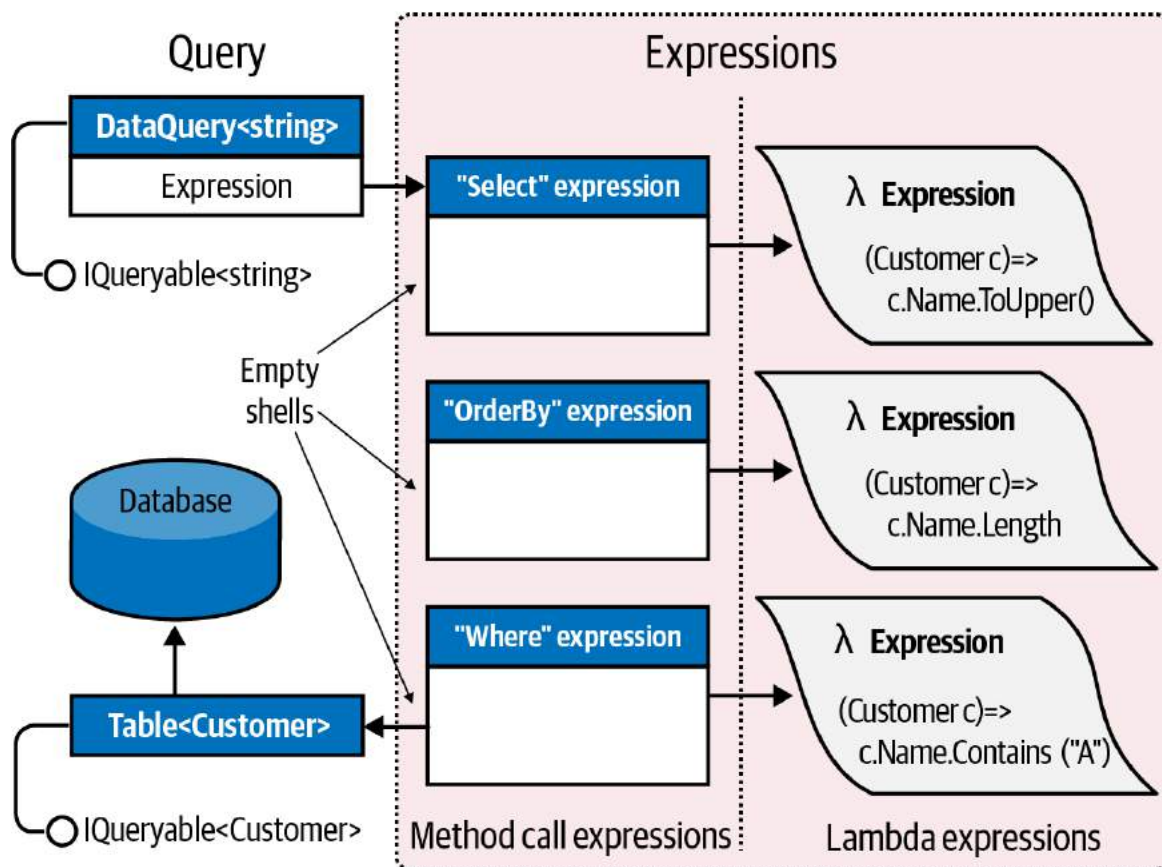 Query
DataQuery<string>
Expression
IQueryable<string>
Empty
shells
Database
Table<Customer>
IQueryable<Customer>
Expressions
"Select" expression
"OrderBy" expression
"Where" expression
Method call expressions
λ Expression
(Customer c)=>
c.Name.ToUpper()
λ Expression
(Customer c)=>
c.Name.Length
λ Expression
(Customer c)=>
c.Name.Contains ("A")
Lambda expressions